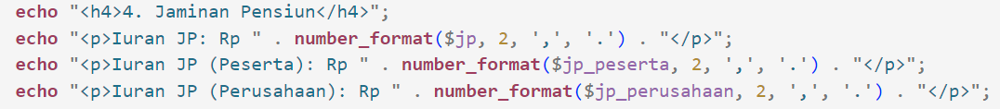 echo "<h4>4. Jaminan Pensiun</h4>";
echo "<p>Iuran JP: Rp " . number_format($jp, 2, ',', '.') . "</p>";
echo "<p>Iuran JP (Peserta): Rp " . number_format($jp_peserta, 2, ',', '.') . "</p>";
echo "<p>Iuran JP (Perusahaan): Rp " . number_format($jp_perusahaan, 2, ',', '.') . "</p>";